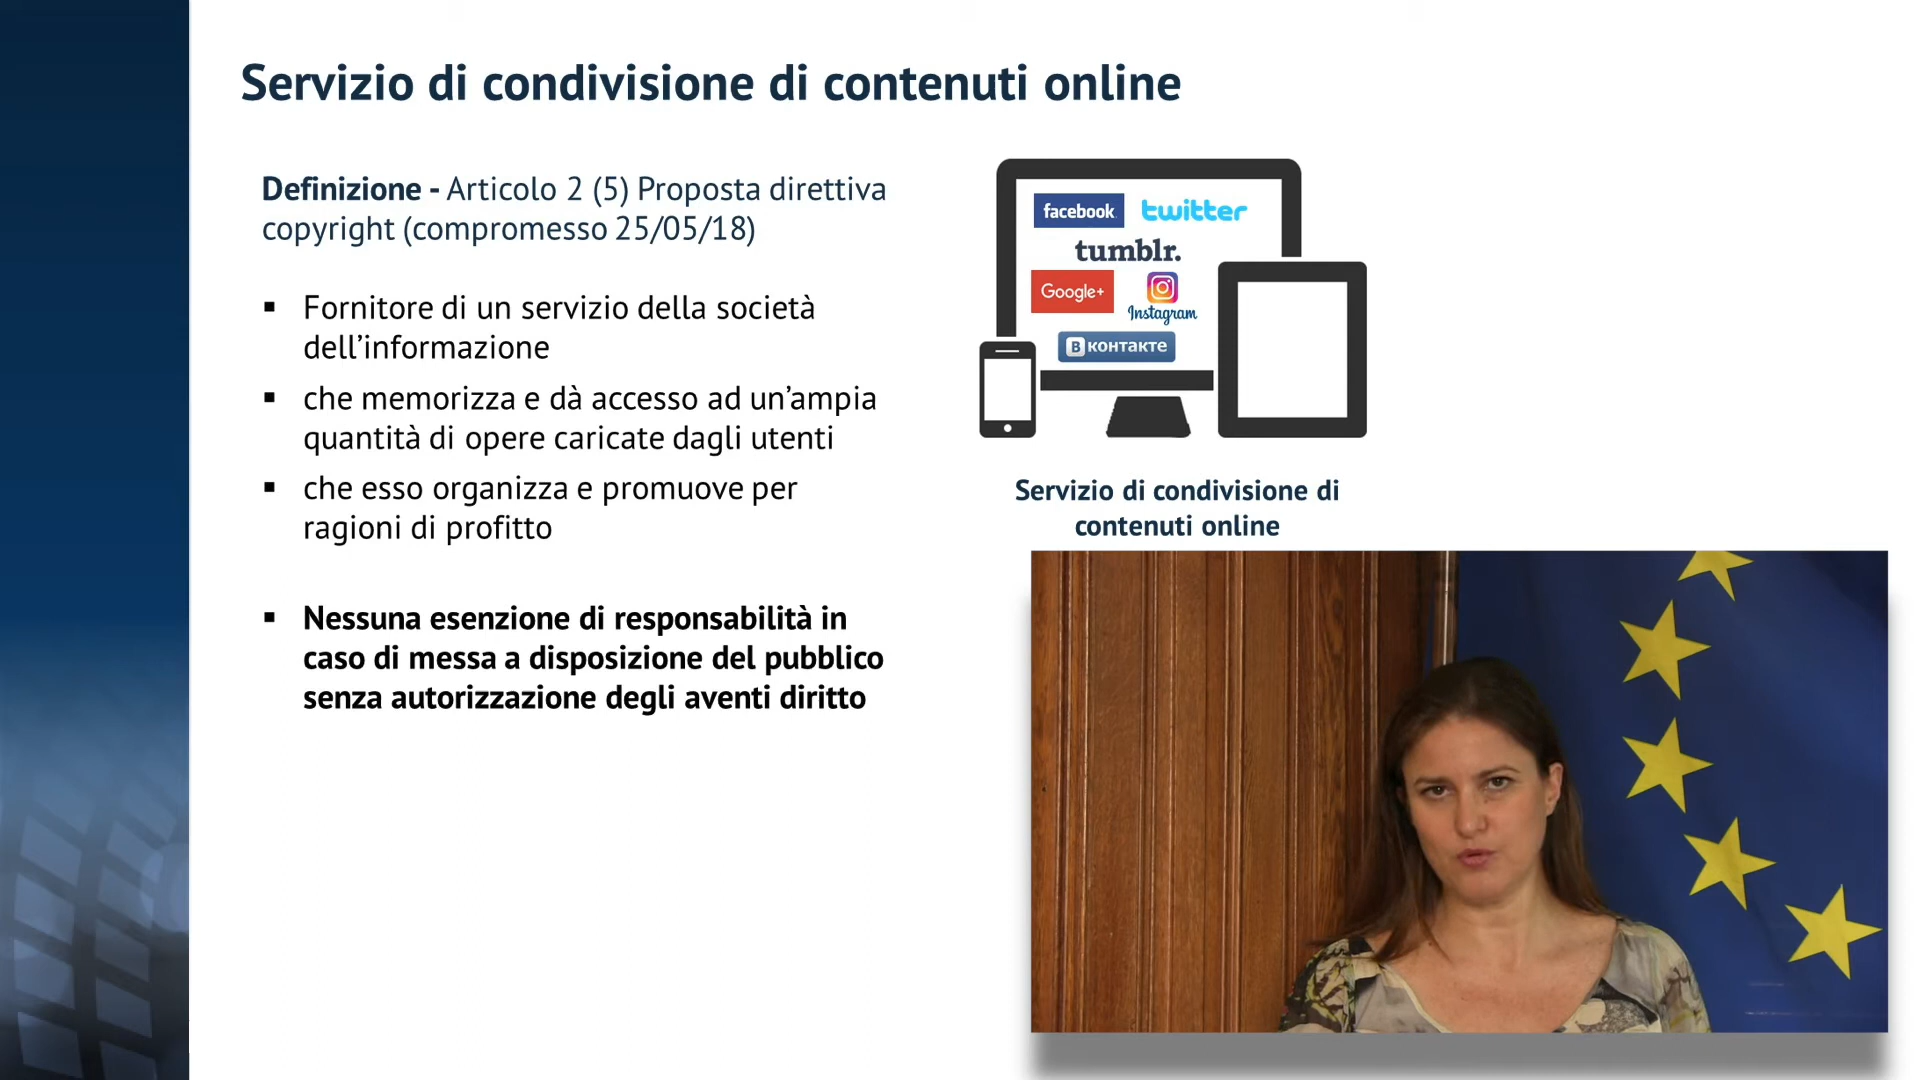 Servizio di condivisione di contenuti online
Definizione - Articolo 2 (5) Proposta direttiva
copyright (compromesso 25/05/18)
▪ Fornitore di un servizio della società
dell’informazione
▪ che memorizza e dà accesso ad un’ampia
quantità di opere caricate dagli utenti
▪ che esso organizza e promuove per
ragioni di profitto
▪ Nessuna esenzione di responsabilità in
caso di messa a disposizione del pubblico
senza autorizzazione degli aventi diritto
facebook twitter
tumblr.
Google+
Instagram
В контакте
Servizio di condivisione di
contenuti online